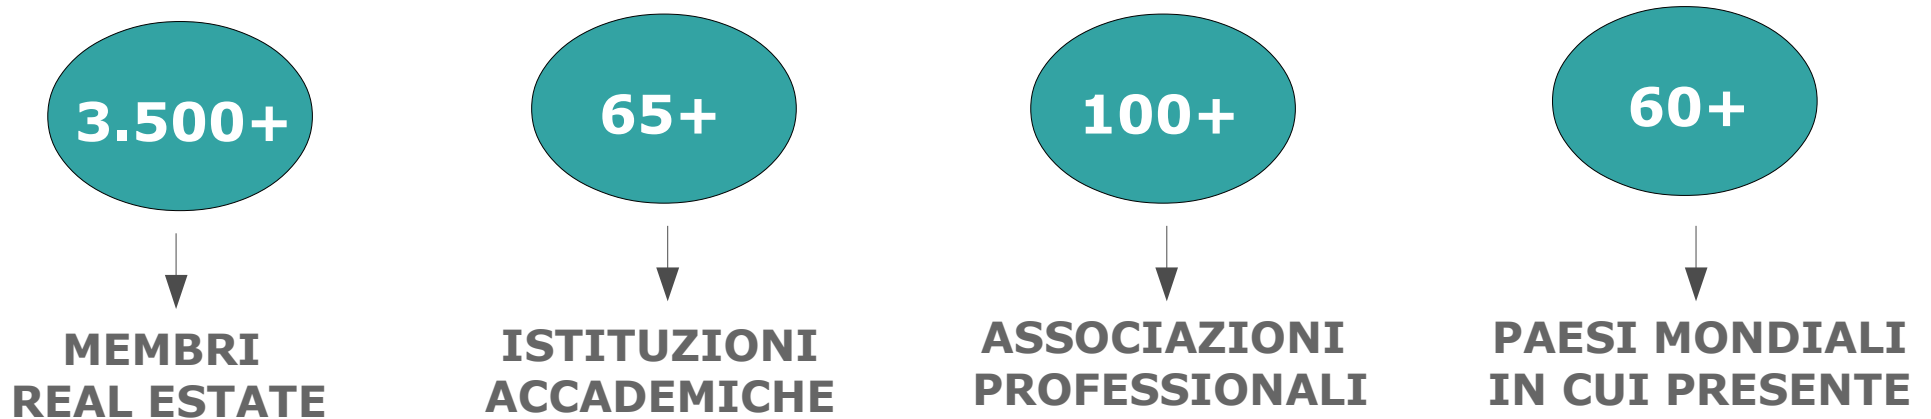 3.500+
MEMBRI
REAL ESTATE
65+
ISTITUZIONI
ACCADEMICHE
100+
ASSOCIAZIONI
PROFESSIONALI
60+
PAESI MONDIALI
IN CUI PRESENTE